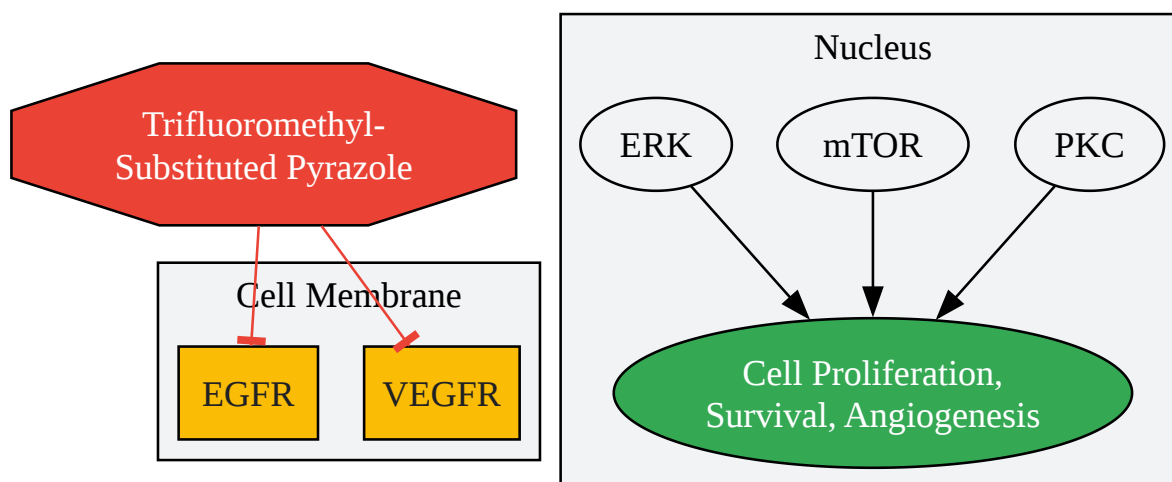 Trifluoromethyl-
Substituted Pyrazole
Cell Membrane
EGFR
VEGFR
Nucleus
ERK
mTOR
PKC
Cell Proliferation,
Survival, Angiogenesis